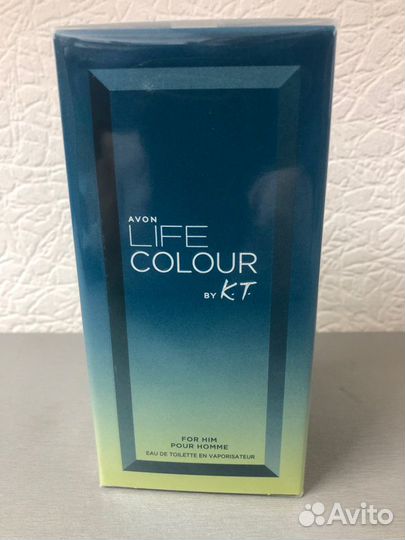 AVON
LIFE
COLOUR
BY K.T.
FOR HIM
POUR HOMME
EAU DE TOILETTE EN VAPORISATEUR
Avito